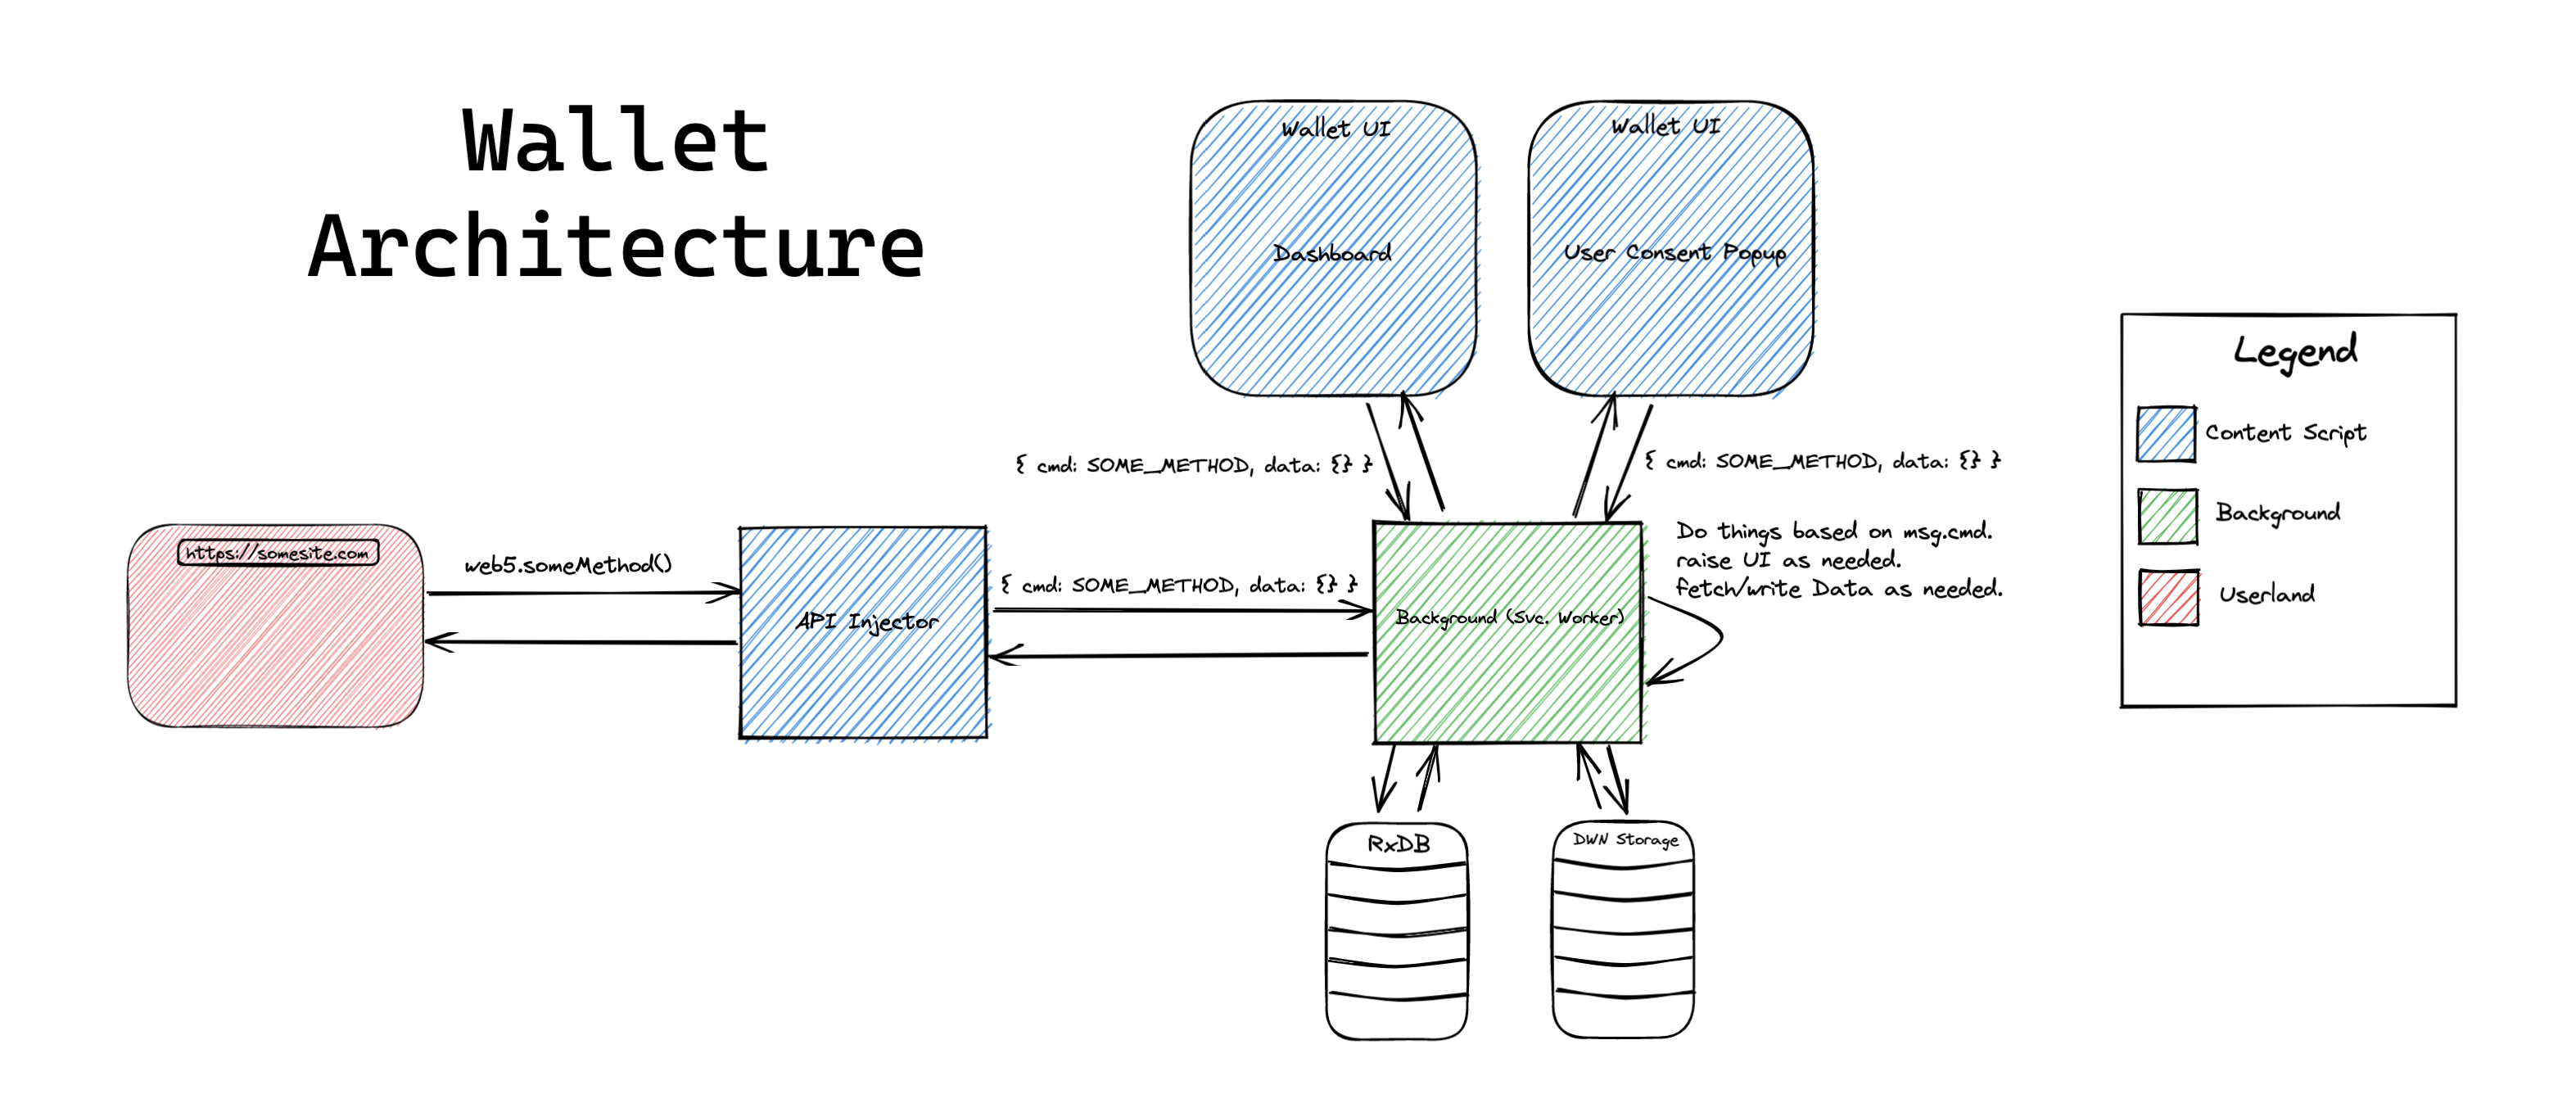 Wallet
Architecture
Wallet UI
Dashboard
Wallet UI
User Consent Popup
{ cmd: SOME_METHOD, data: {} }
{ cmd: SOME_METHOD, data: {} }
https://somesite.com
web5.someMethod()
API Injector
{ cmd: SOME_METHOD, data: {} }
Background (Svc. Worker)
Do things based on msg.cmd.
raise UI as needed.
fetch/write Data as needed.
RxDB
DWN Storage
Legend
Content Script
Background
Userland